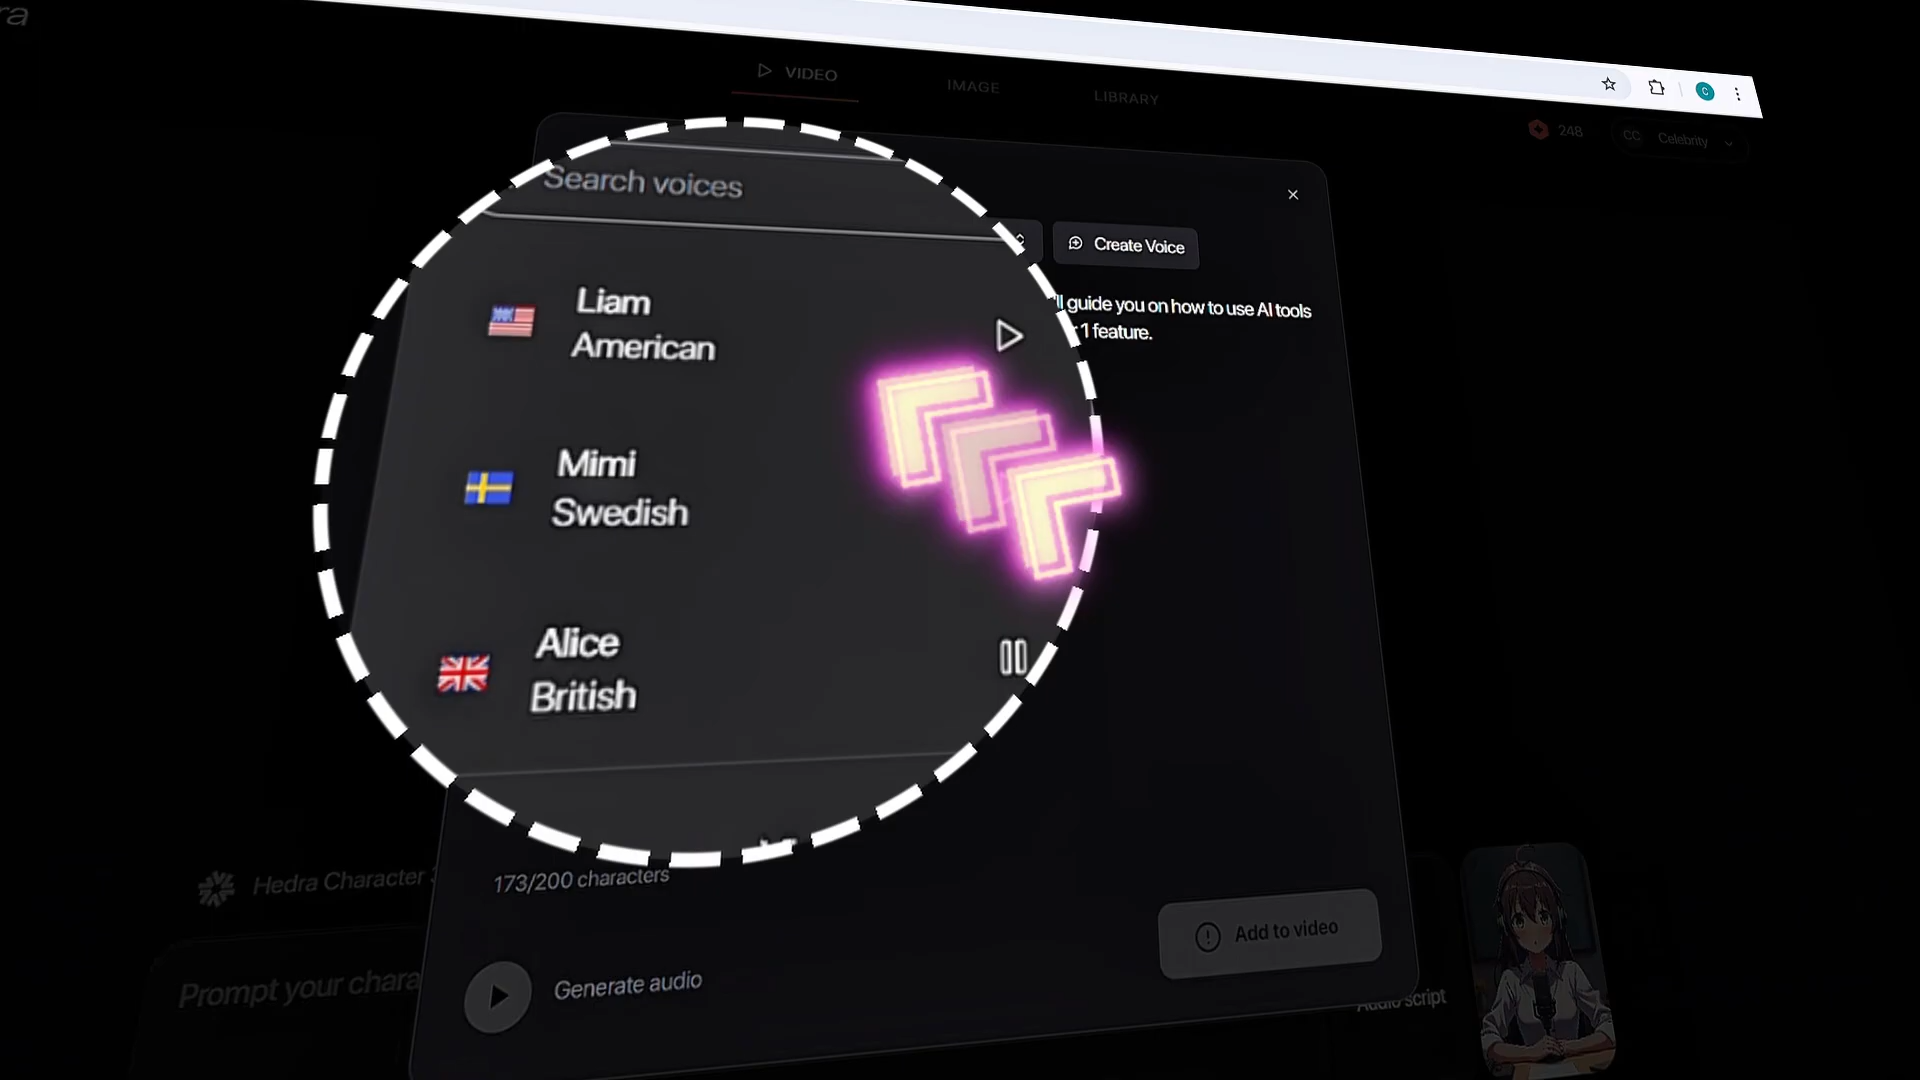 ra
VIDEO
IMAGE
LIBRARY
C
248
CC
Celebrity
Search voices
Create Voice
Liam
American
guide you on how to use AI tools
1 feature.
Mimi
Swedish
Alice
British
173/200 characters
Hedra Character
Add to video
Generate audio
Prompt your chara
Audio script